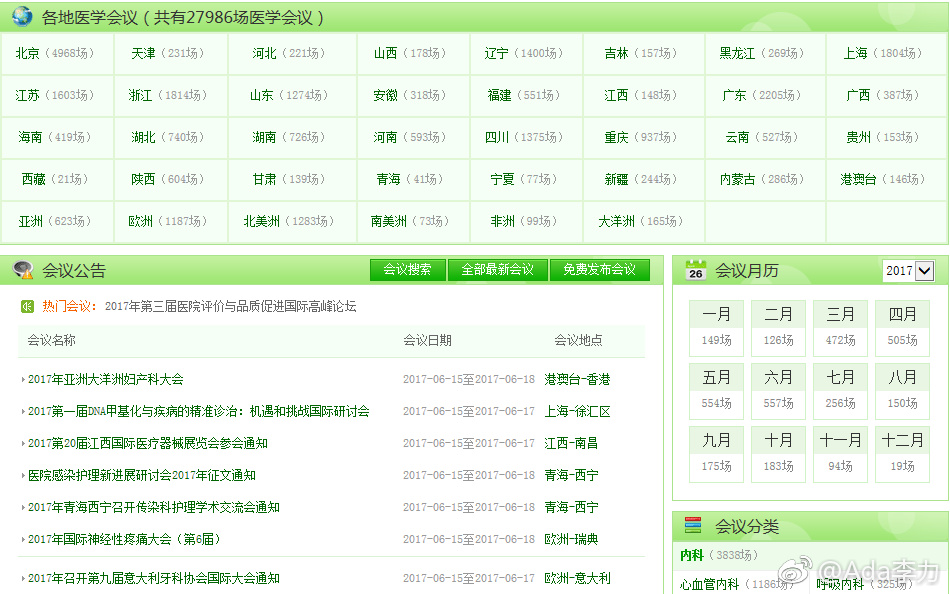 各地医学会议（共有27986场医学会议）
北京（4968场） 天津（231场） 河北（221场） 山西（178场） 辽宁（1400场） 吉林（157场） 黑龙江（269场） 上海（1804场）
江苏（1603场） 浙江（1814场） 山东（1274场） 安徽（318场） 福建（551场） 江西（148场） 广东（2205场） 广西（387场）
海南（419场） 湖北（740场） 湖南（726场） 河南（593场） 四川（1375场） 重庆（937场） 云南（527场） 贵州（153场）
西藏（21场） 陕西（604场） 甘肃（139场） 青海（41场） 宁夏（77场） 新疆（244场） 内蒙古（286场） 港澳台（146场）
亚洲（623场） 欧洲（1187场） 北美洲（1283场） 南美洲（73场） 非洲（99场） 大洋洲（165场）
会议公告 会议搜索 全部最新会议 免费发布会议
热门会议： 2017年第三届医院评价与品质促进国际高峰论坛
会议名称 会议日期 会议地点
2017年亚洲大洋洲妇产科大会 2017-06-15至2017-06-18 港澳台-香港
2017第一届DNA甲基化与疾病的精准诊治：机遇和挑战国际研讨会 2017-06-15至2017-06-17 上海-徐汇区
2017第20届江西国际医疗器械展览会参会通知 2017-06-15至2017-06-17 江西-南昌
医院感染护理新进展研讨会2017年征文通知 2017-06-15至2017-06-18 青海-西宁
2017年青海西宁召开传染科护理学术交流会通知 2017-06-15至2017-06-18 青海-西宁
2017年国际神经性疼痛大会（第6届） 2017-06-15至2017-06-18 欧洲-瑞典
2017年召开第九届意大利牙科协会国际大会通知 2017-06-15至2017-06-17 欧洲-意大利
26 会议月历 2017
一月 二月 三月 四月
149场 126场 472场 505场
五月 六月 七月 八月
554场 557场 256场 150场
九月 十月 十一月 十二月
175场 183场 94场 19场
会议分类
内科（3838场）
心血管内科（1186场） 呼吸内科（325场）
@Ada李力